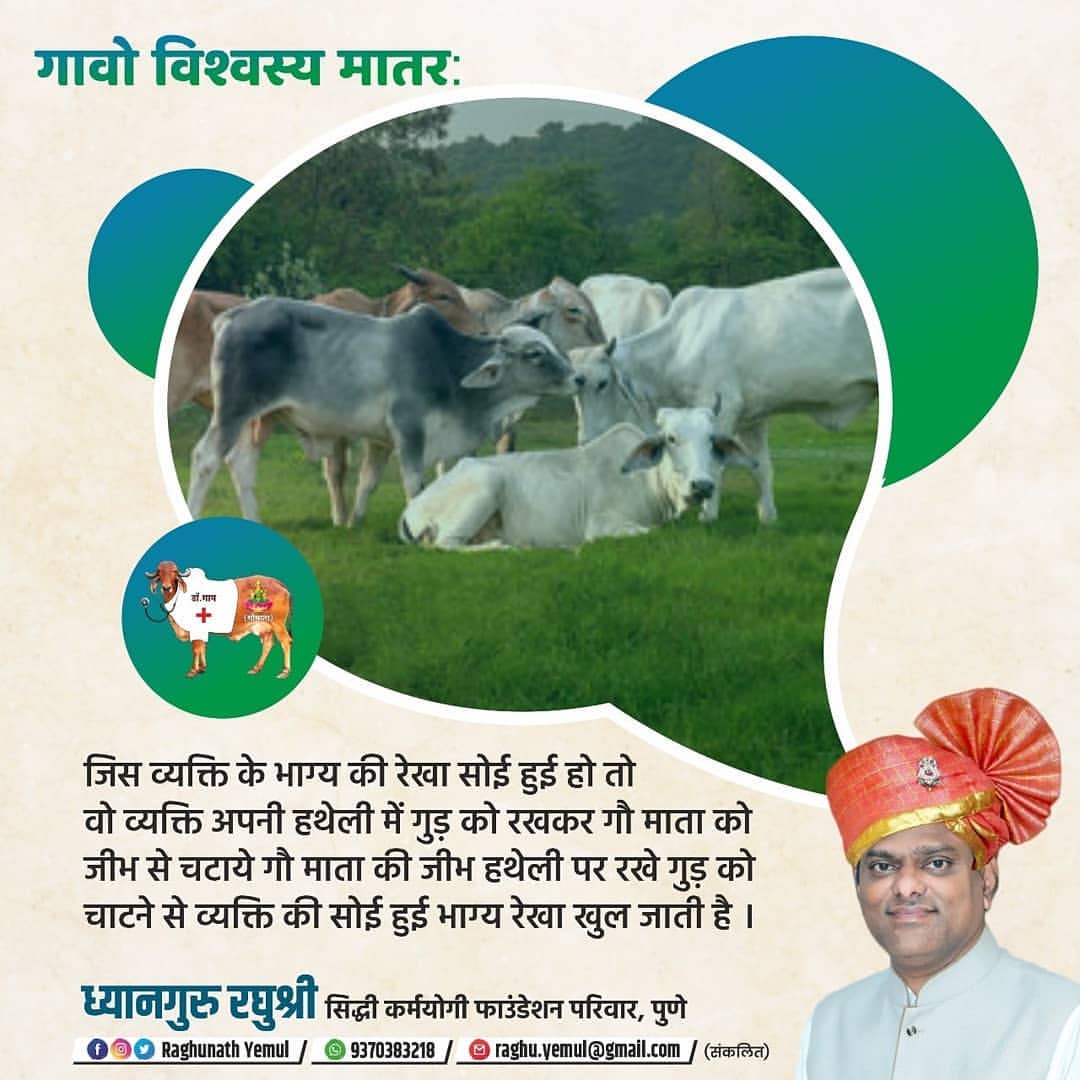 गावो विश्वस्य मातर:
डॉ.गाय
(गौमाता)
जिस व्यक्ति के भाग्य की रेखा सोई हुई हो तो
वो व्यक्ति अपनी हथेली में गुड़ को रखकर गौ माता को
जीभ से चटाये गौ माता की जीभ हथेली पर रखे गुड़ को
चाटने से व्यक्ति की सोई हुई भाग्य रेखा खुल जाती है ।
ध्यानगुरु रघुश्री सिद्धी कर्मयोगी फाउंडेशन परिवार, पुणे
Raghunath Yemul / 9370383218 / raghu.yemul@gmail.com / (संकलित)